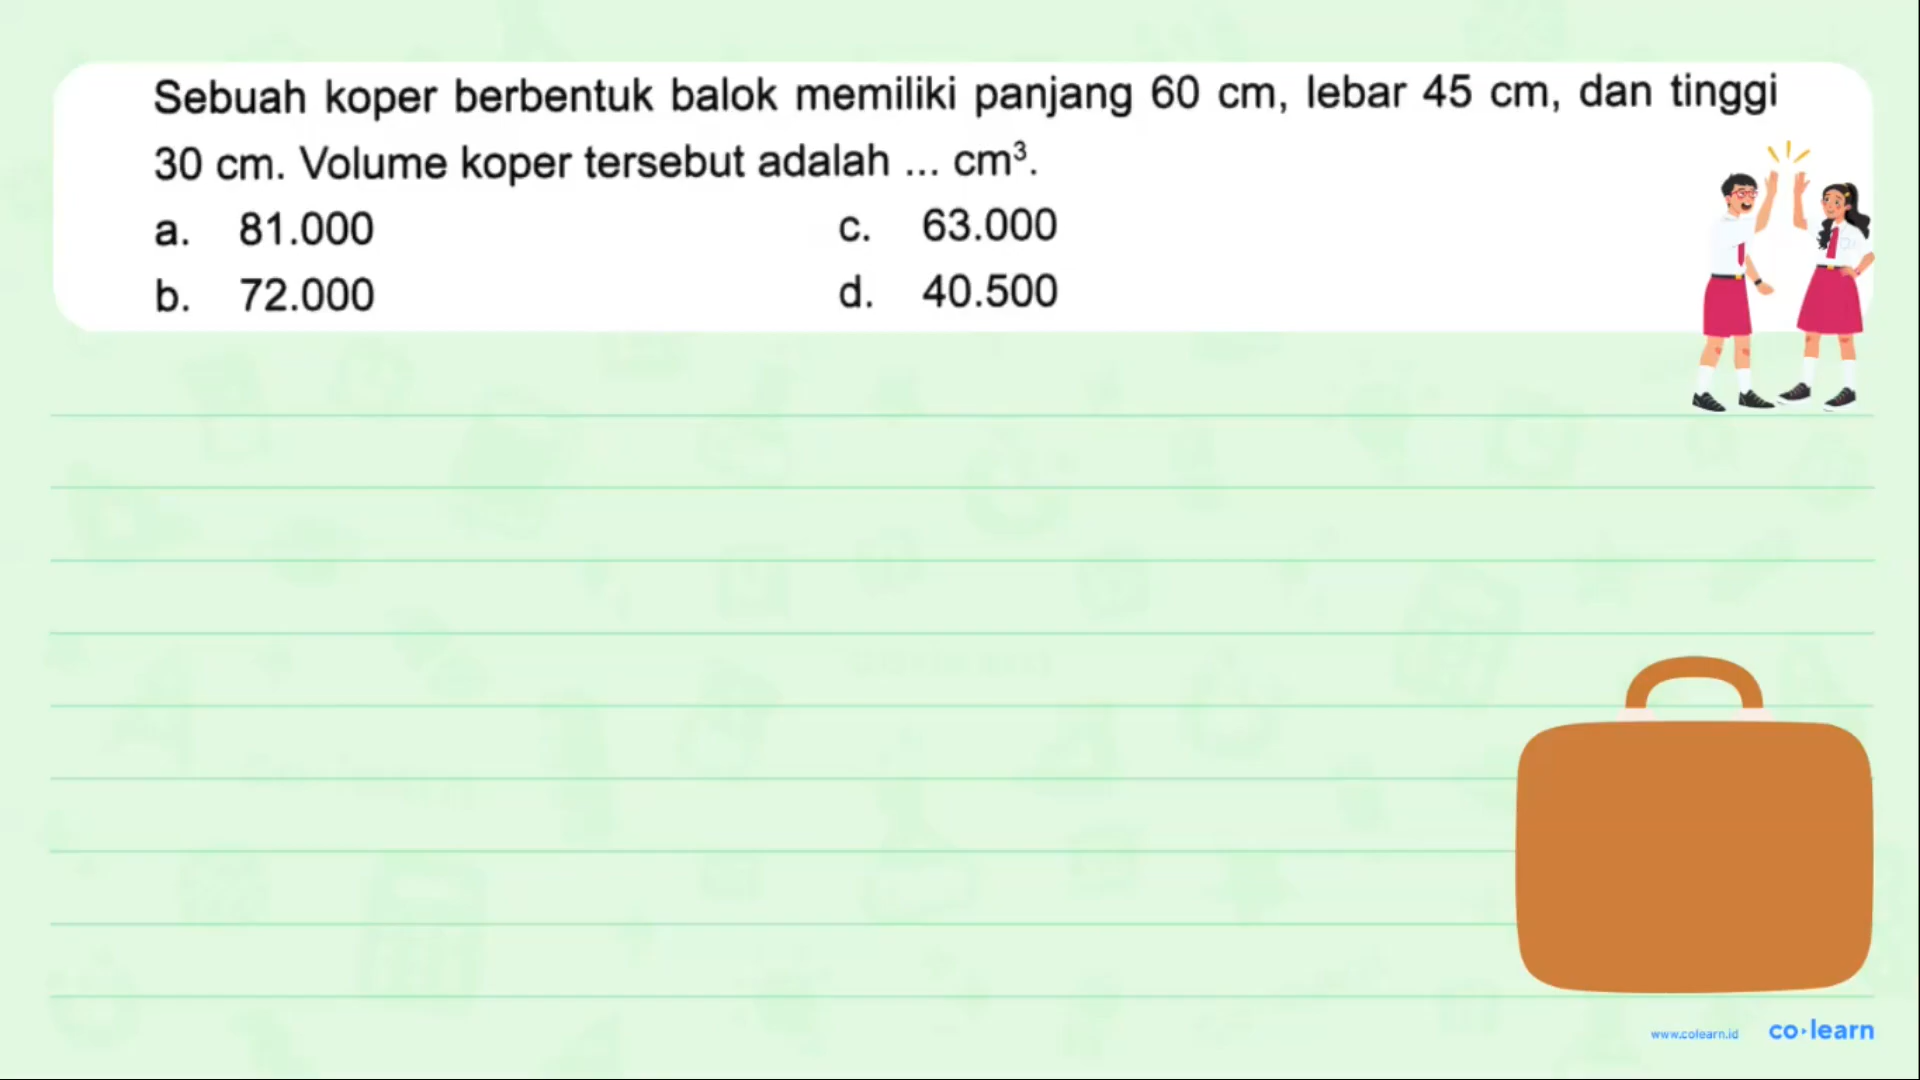 Sebuah koper berbentuk balok memiliki panjang 60 cm, lebar 45 cm, dan tinggi
30 cm. Volume koper tersebut adalah ... cm³.
a. 81.000 c. 63.000
b. 72.000 d. 40.500
www.colearn.id co·learn